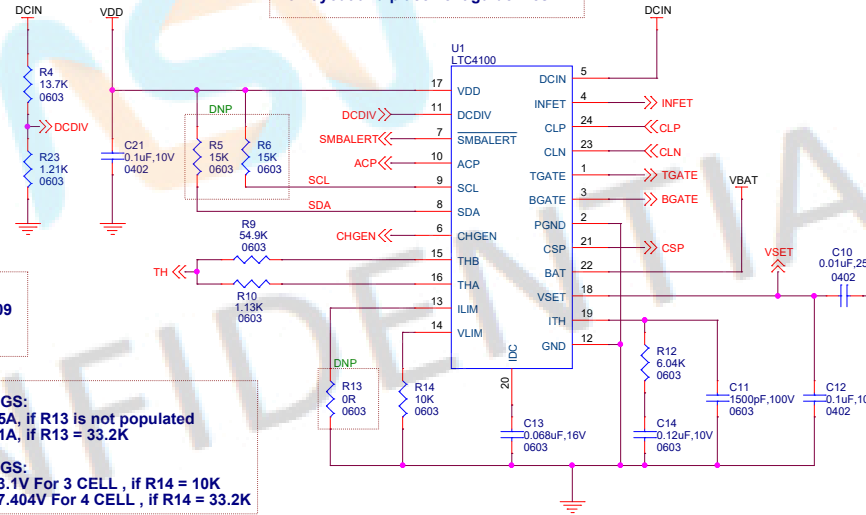 DCIN
VDD
DCIN
R4
13.7K
0603
DCDIV
R23
1.21K
0603
C21
0.1uF,10V
0402
DNP
R5
15K
0603
R6
15K
0603
SCL
SDA
U1
LTC4100
17 VDD
11 DCDIV
7 SMBALERT
10 ACP
9 SCL
8 SDA
6 CHGEN
15 THB
16 THA
13 ILIM
14 VLIM
IDC
20
DCIN 5
INFET 4
CLP 24
CLN 23
TGATE 1
BGATE 3
PGND 2
CSP 21
BAT 22
VSET 18
ITH 19
GND 12
DCDIV
SMBALERT
ACP
CHGEN
INFET
CLP
CLN
TGATE
BGATE
CSP
VBAT
VSET
C10
0.01uF,25
0402
R9
54.9K
0603
TH
R10
1.13K
0603
DNP
R13
0R
0603
R14
10K
0603
C13
0.068uF,16V
0603
R12
6.04K
0603
C14
0.12uF,10V
0603
C11
1500pF,100V
0603
C12
0.1uF,10
0402
09
GS:
5A, if R13 is not populated
1A, if R13 = 33.2K
GS:
3.1V For 3 CELL , if R14 = 10K
7.404V For 4 CELL , if R14 = 33.2K
NFIDENTIA